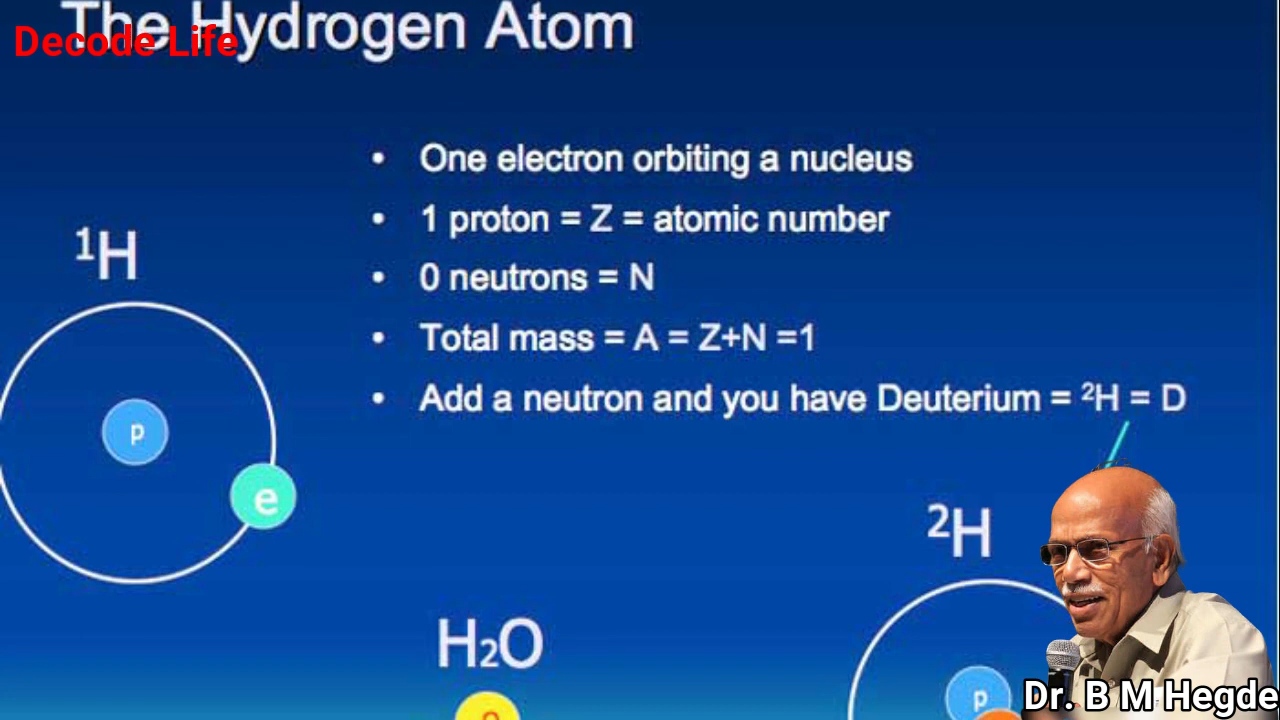 The Hydrogen Atom
Decode Life
• One electron orbiting a nucleus
• 1 proton = Z = atomic number
• 0 neutrons = N
• Total mass = A = Z+N =1
• Add a neutron and you have Deuterium = ²H = D
¹H
p
e
²H
H₂O
p
Dr. B M Hegde